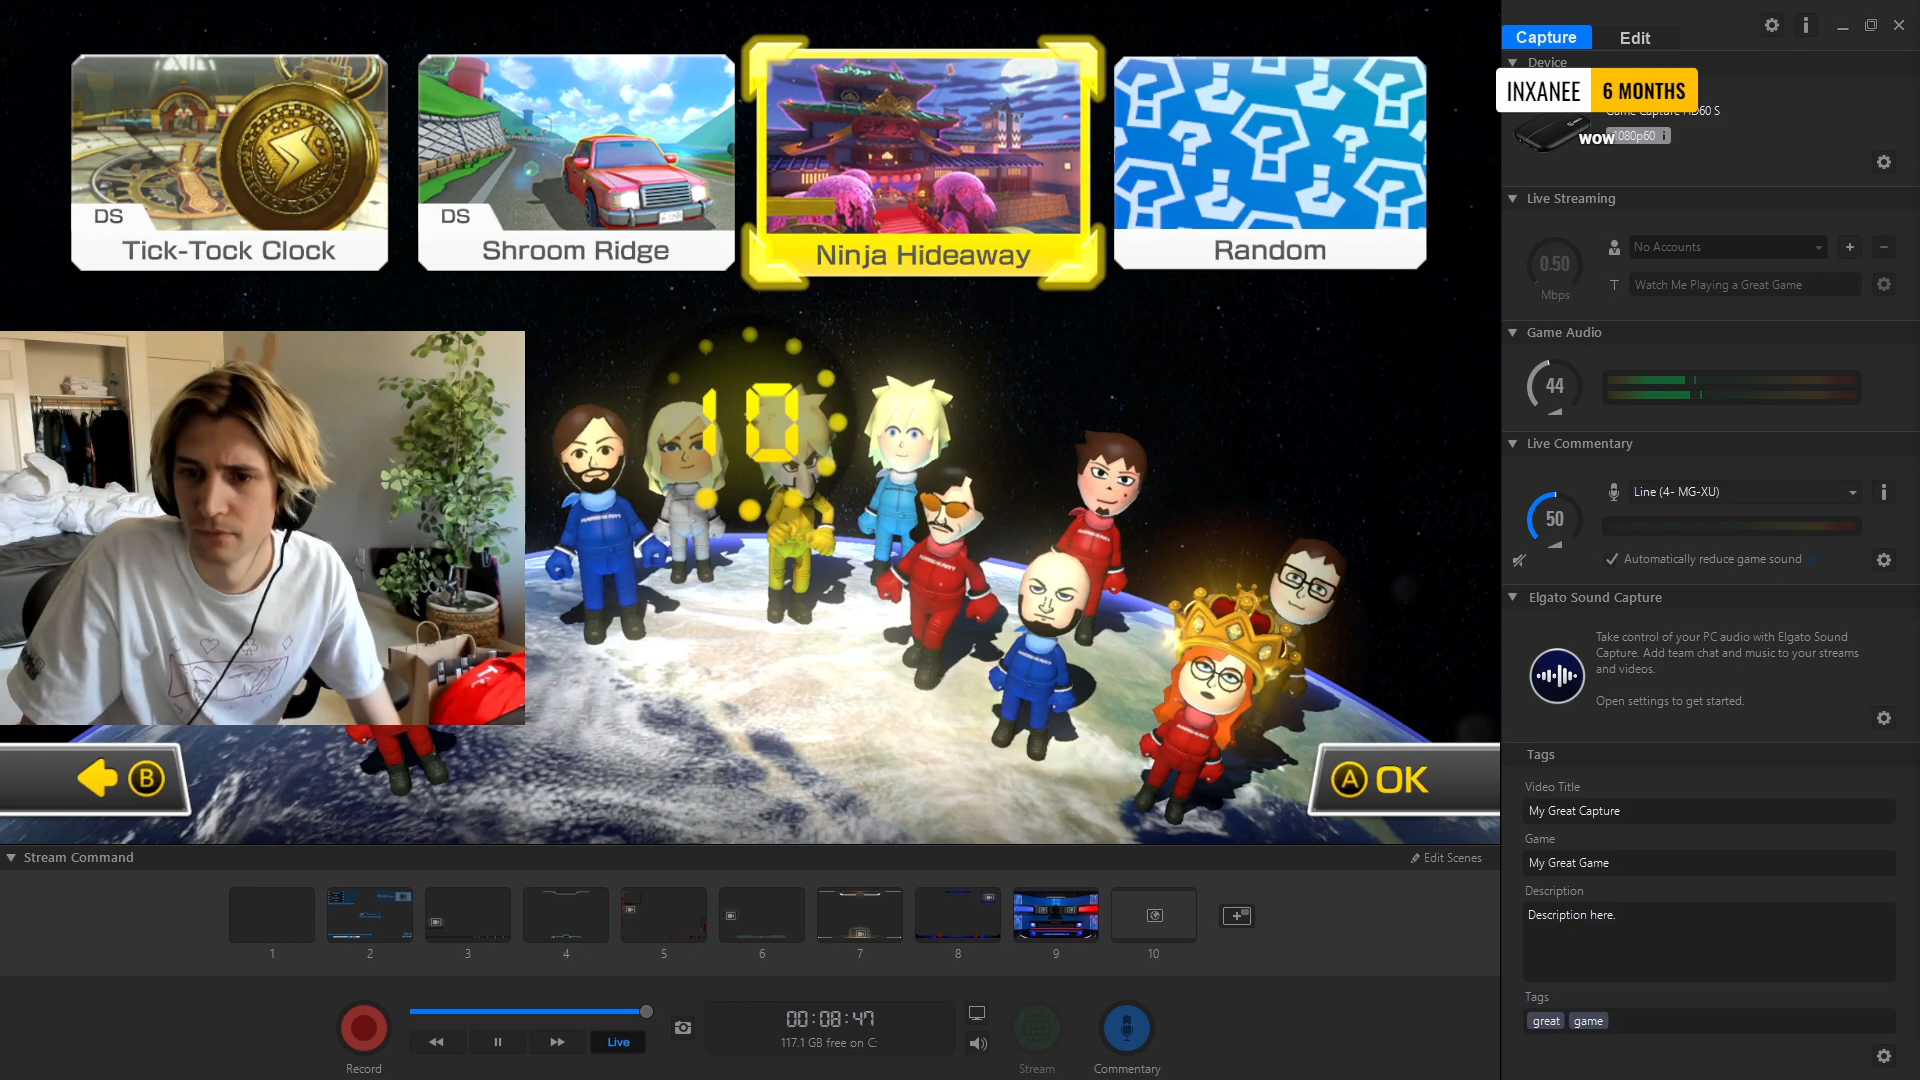 DS
Tick-Tock Clock
DS
Shroom Ridge
Ninja Hideaway
Random
10
B
A OK
Capture
Edit
Device
INXANEE
6 MONTHS
Game Capture HD60 S
wow
1080p60
Live Streaming
0.50
Mbps
No Accounts
Watch Me Playing a Great Game
Game Audio
44
Live Commentary
50
Line (4- MG-XU)
Automatically reduce game sound
Elgato Sound Capture
Take control of your PC audio with Elgato Sound
Capture. Add team chat and music to your streams
and videos.
Open settings to get started.
Tags
Video Title
My Great Capture
Game
My Great Game
Description
Description here.
Tags
great
game
Stream Command
Edit Scenes
1
2
3
4
5
6
7
8
9
10
Record
Live
00:08:47
117.1 GB free on C:
Stream
Commentary